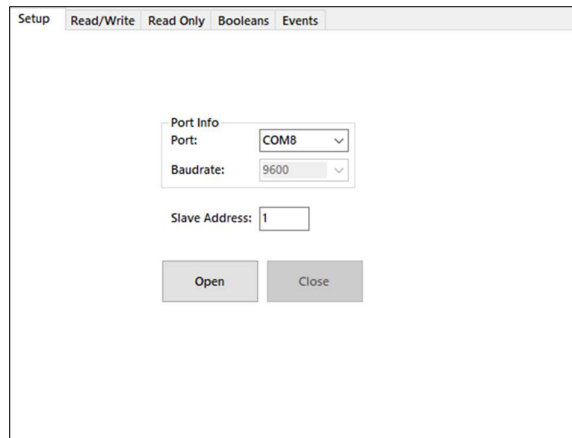 Setup Read/Write Read Only Booleans Events
Port Info
Port: COM8
Baudrate: 9600
Slave Address: 1
Open Close